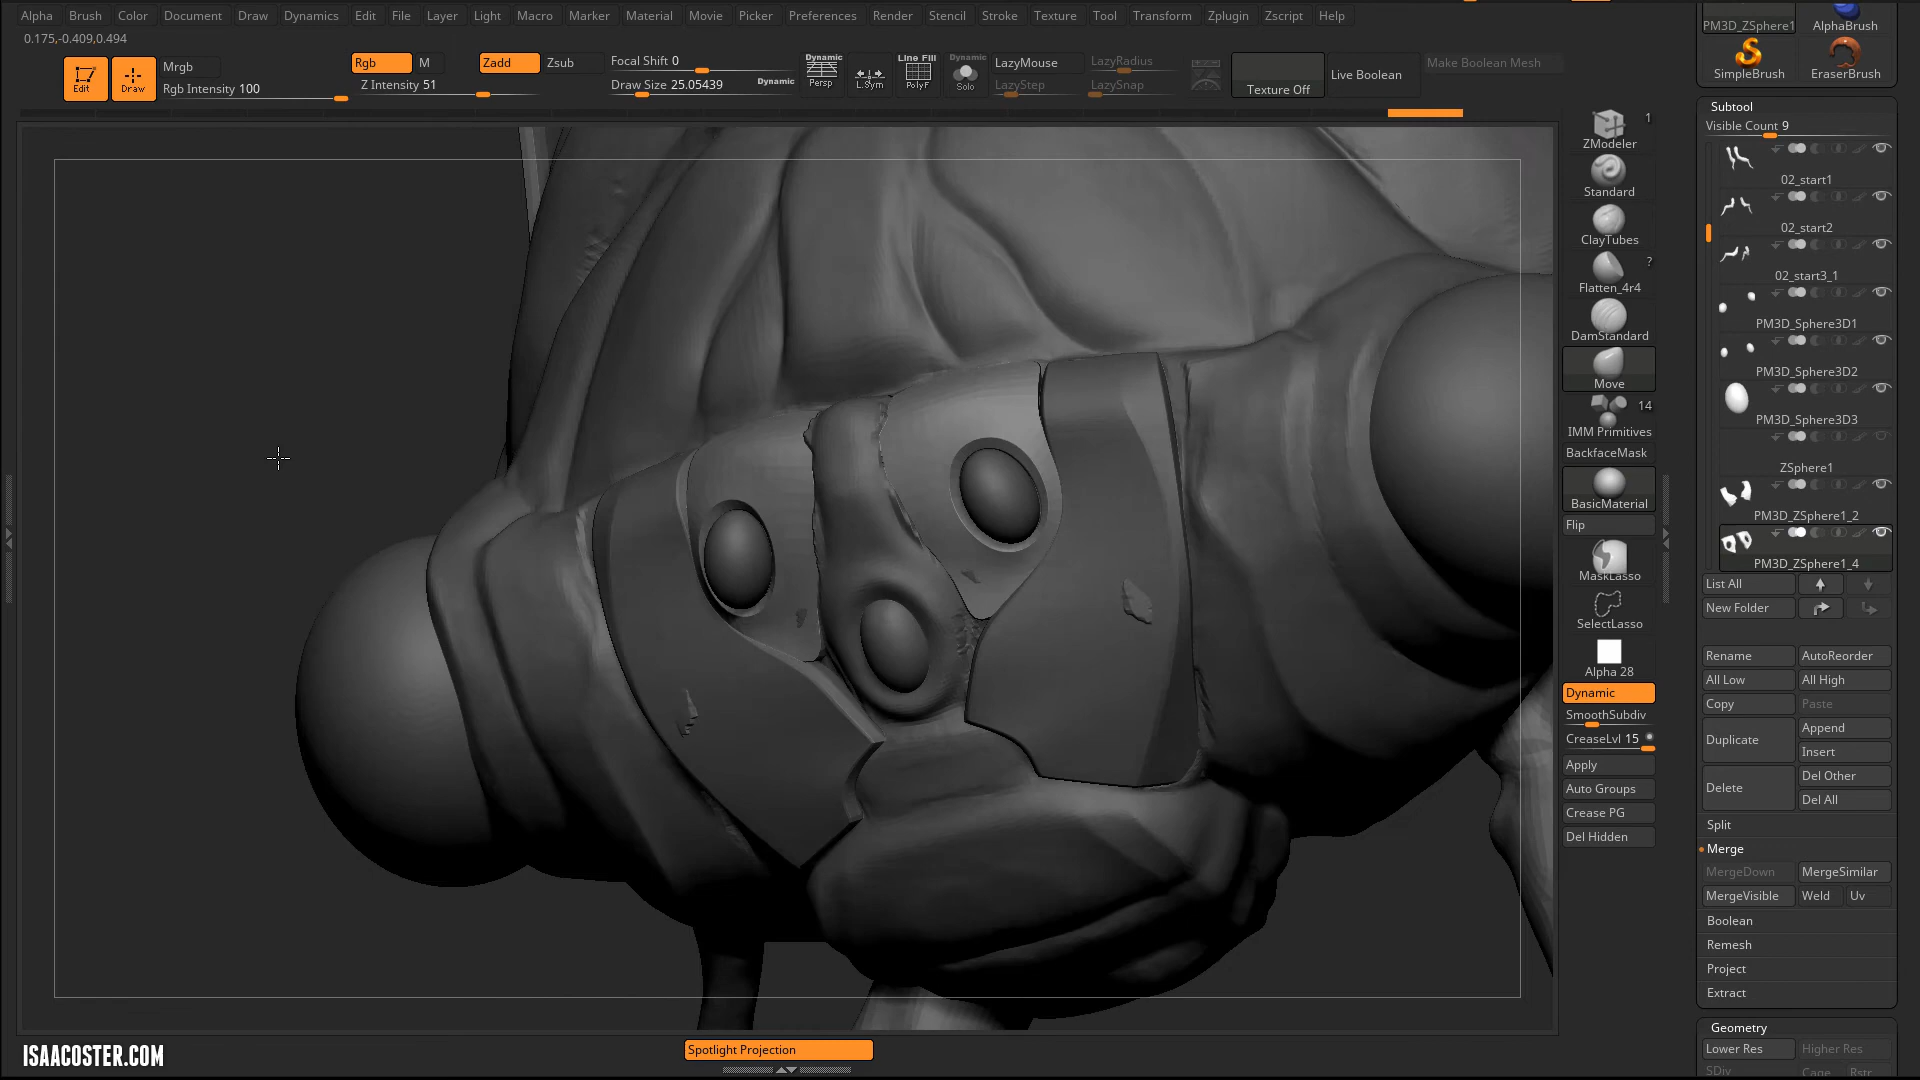 Alpha Brush Color Document Draw Dynamics Edit File Layer Light Macro Marker Material Movie Picker Preferences Render Stencil Stroke Texture Tool Transform Zplugin Zscript Help
0.175,-0.409,0.494
Edit
Draw
Mrgb
Rgb Intensity 100
Rgb
M
Z Intensity 51
Zadd
Zsub
Focal Shift 0
Draw Size 25.05439
Dynamic
Dynamic
Persp
L.Sym
Line Fill
PolyF
Dynamic
Solo
LazyMouse
LazyStep
LazyRadius
LazySnap
Texture Off
Live Boolean
Make Boolean Mesh
ZModeler
1
Standard
ClayTubes
Flatten_4r4
?
DamStandard
Move
IMM Primitives
14
BackfaceMask
BasicMaterial
Flip
MaskLasso
SelectLasso
Alpha 28
Dynamic
SmoothSubdiv
CreaseLvl 15
Apply
Auto Groups
Crease PG
Del Hidden
PM3D_ZSphere1
AlphaBrush
SimpleBrush
EraserBrush
Subtool
Visible Count 9
02_start1
02_start2
02_start3_1
PM3D_Sphere3D1
PM3D_Sphere3D2
PM3D_Sphere3D3
ZSphere1
PM3D_ZSphere1_2
PM3D_ZSphere1_4
List All
New Folder
Rename
AutoReorder
All Low
All High
Copy
Paste
Duplicate
Append
Insert
Delete
Del Other
Del All
Split
Merge
MergeDown
MergeSimilar
MergeVisible
Weld
Uv
Boolean
Remesh
Project
Extract
Geometry
Lower Res
Higher Res
SDiv
Cage
Rstr
ISAACOSTER.COM
Spotlight Projection